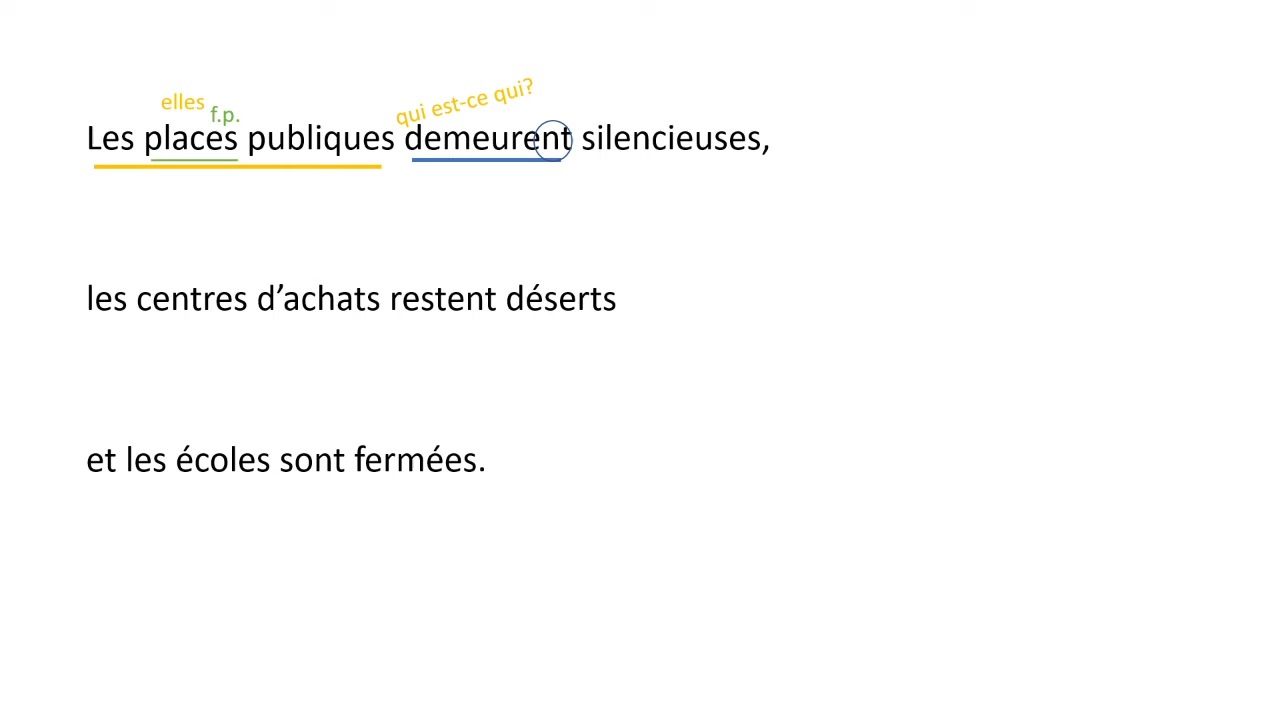 elles
f.p.
qui est-ce qui?
Les places publiques demeurent silencieuses,
les centres d’achats restent déserts
et les écoles sont fermées.